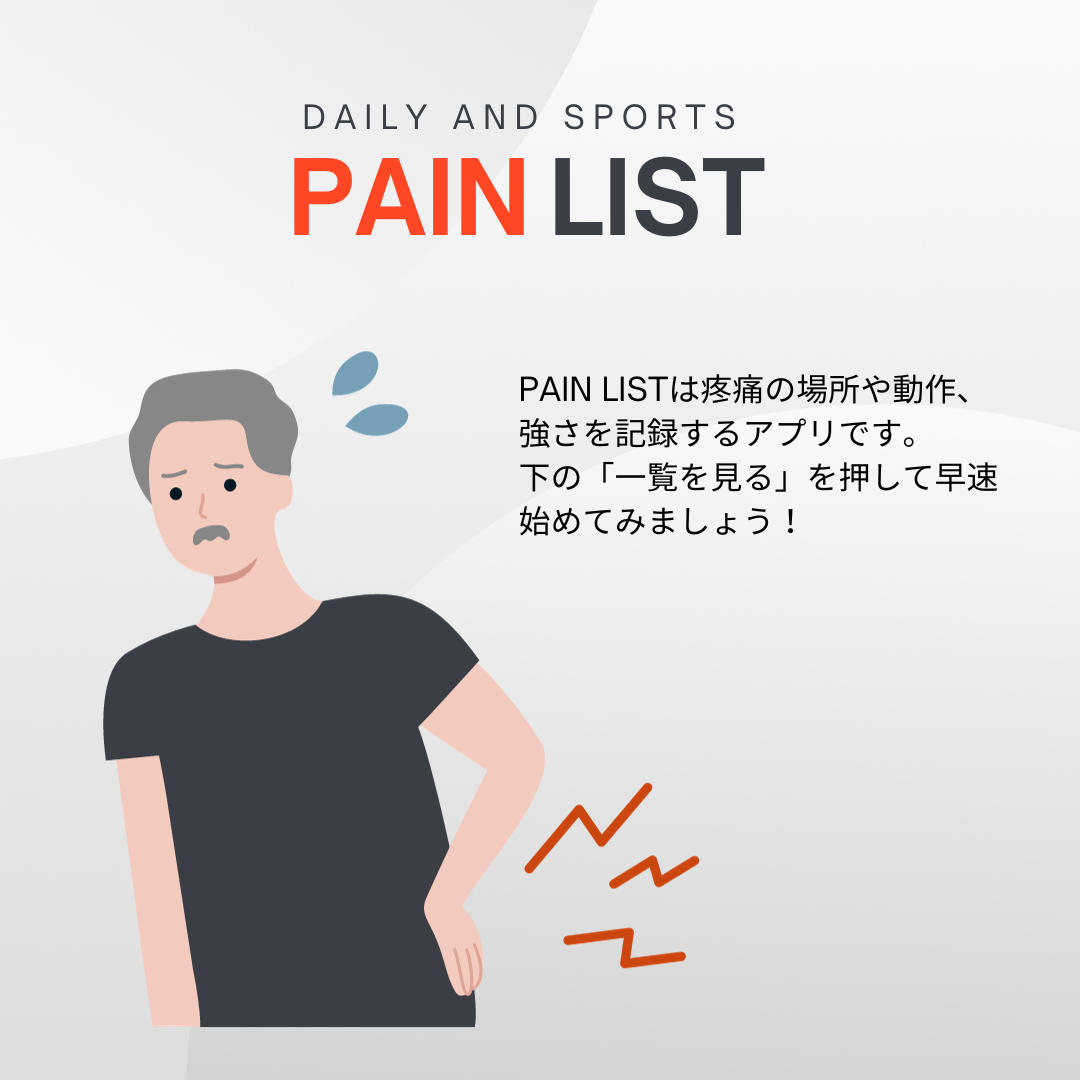 DAILY AND SPORTS
PAIN LIST
PAIN LISTは疼痛の場所や動作、
強さを記録するアプリです。
下の「一覧を見る」を押して早速
始めてみましょう！